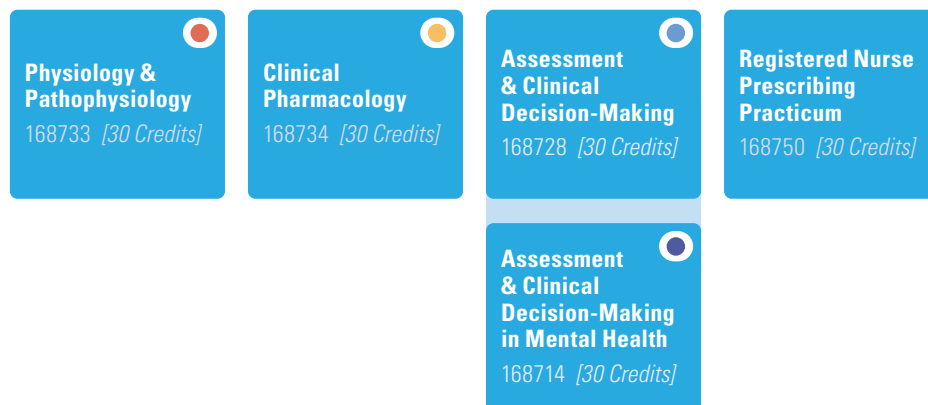 Physiology &
Pathophysiology
168733 [30 Credits]
Clinical
Pharmacology
168734 [30 Credits]
Assessment
& Clinical
Decision-Making
168728 [30 Credits]
Registered Nurse
Prescribing
Practicum
168750 [30 Credits]
Assessment
& Clinical
Decision-Making
in Mental Health
168714 [30 Credits]